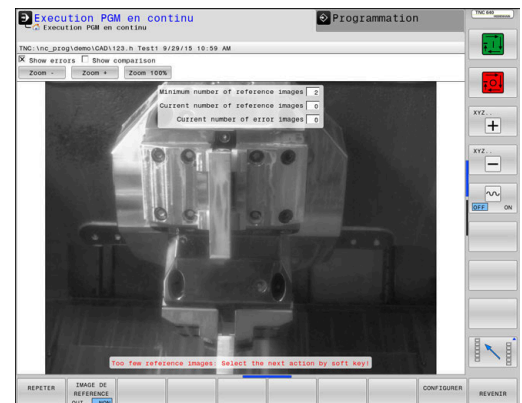 Execution PGM en continu
Execution PGM en continu
Programmation
TNC 640
TNC:\nc_prog\demo\CAD\123.h Test1 9/29/15 10:59 AM
Show errors Show comparison
Zoom - Zoom + Zoom 100%
Minimum number of reference images 2
Current number of reference images 0
Current number of error images 0
XYZ..
XYZ..
OFF ON
Too few reference images: Select the next action by soft key!
REPETER
IMAGE DE
REFERENCE
OUI NON
CONFIGURER
REVENIR